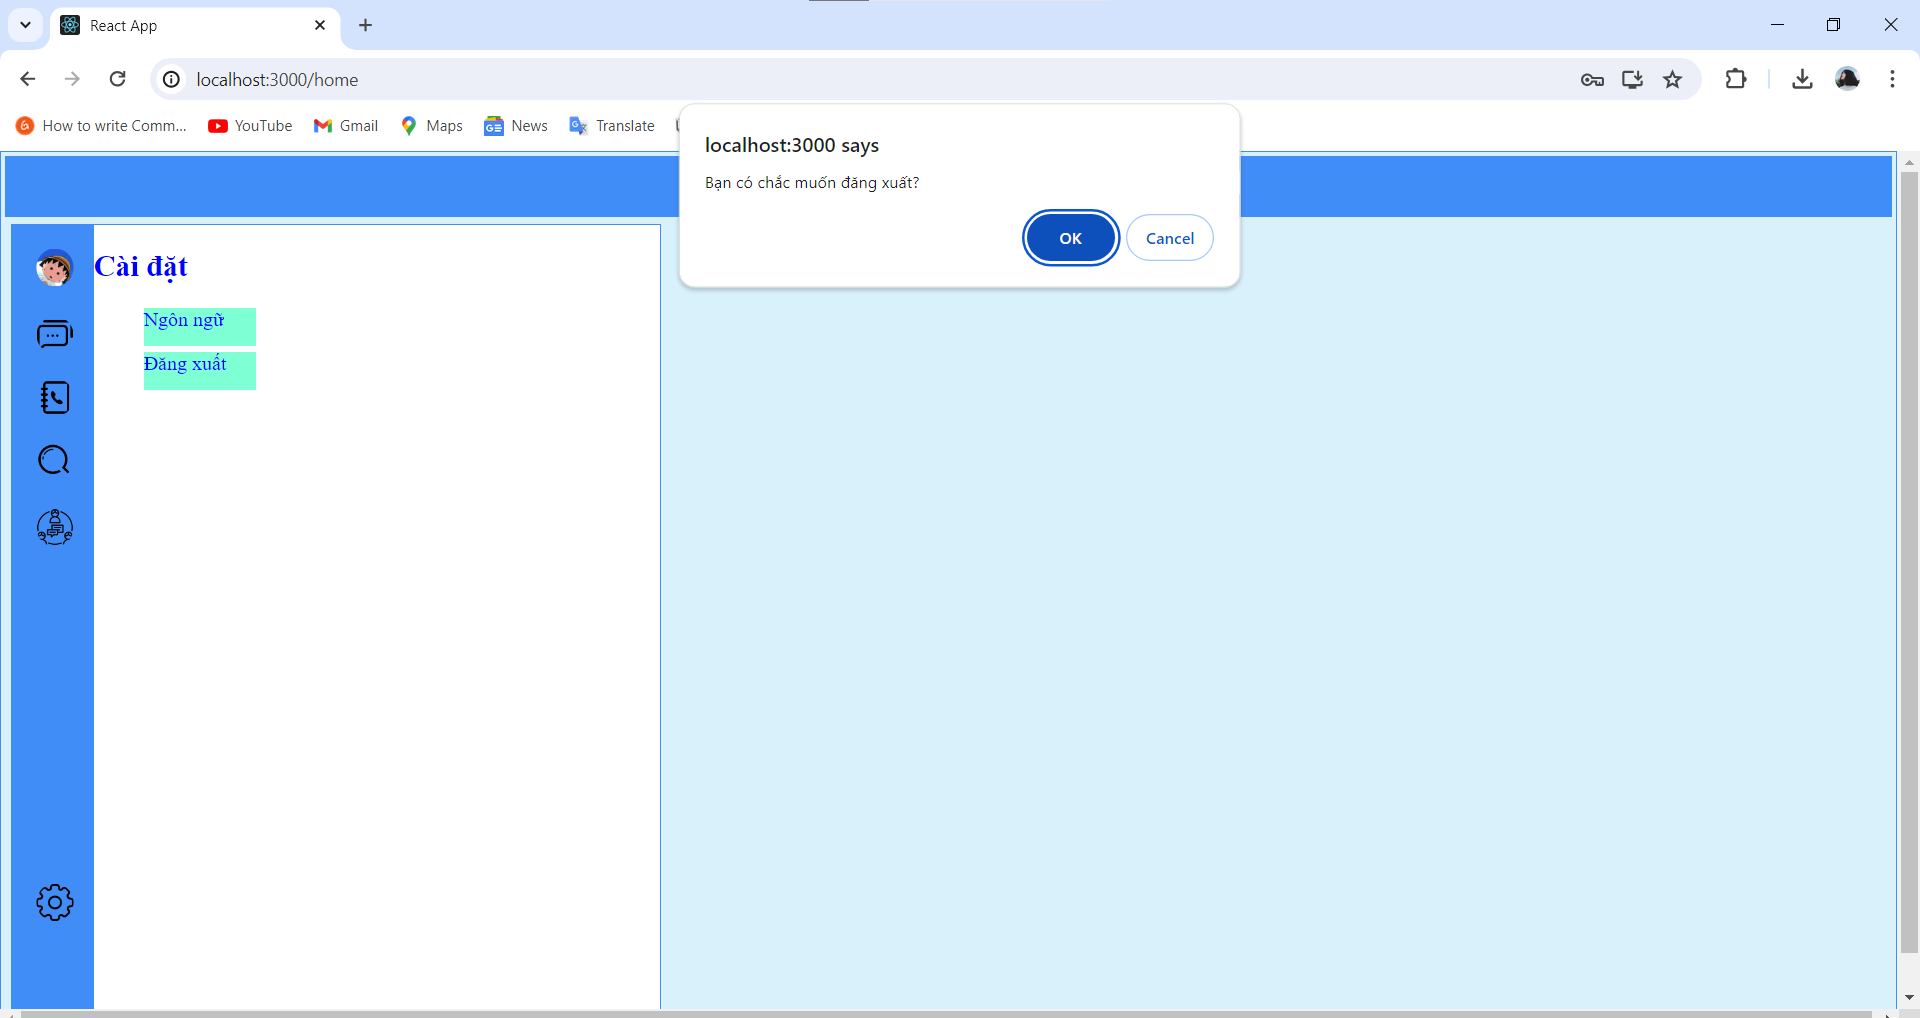 React App
localhost:3000/home
How to write Comm...
YouTube
Gmail
Maps
News
Translate
localhost:3000 says
Bạn có chắc muốn đăng xuất?
OK
Cancel
Cài đặt
Ngôn ngữ
Đăng xuất